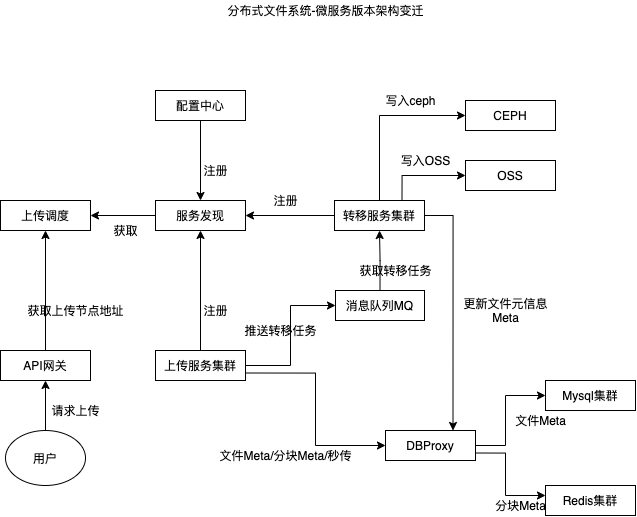 分布式文件系统-微服务版本架构变迁
配置中心
写入ceph
CEPH
注册
写入OSS
OSS
上传调度
获取
服务发现
注册
转移服务集群
获取转移任务
获取上传节点地址
注册
推送转移任务
消息队列MQ
更新文件元信息
Meta
API网关
上传服务集群
请求上传
Mysql集群
文件Meta
用户
文件Meta/分块Meta/秒传
DBProxy
分块Meta
Redis集群